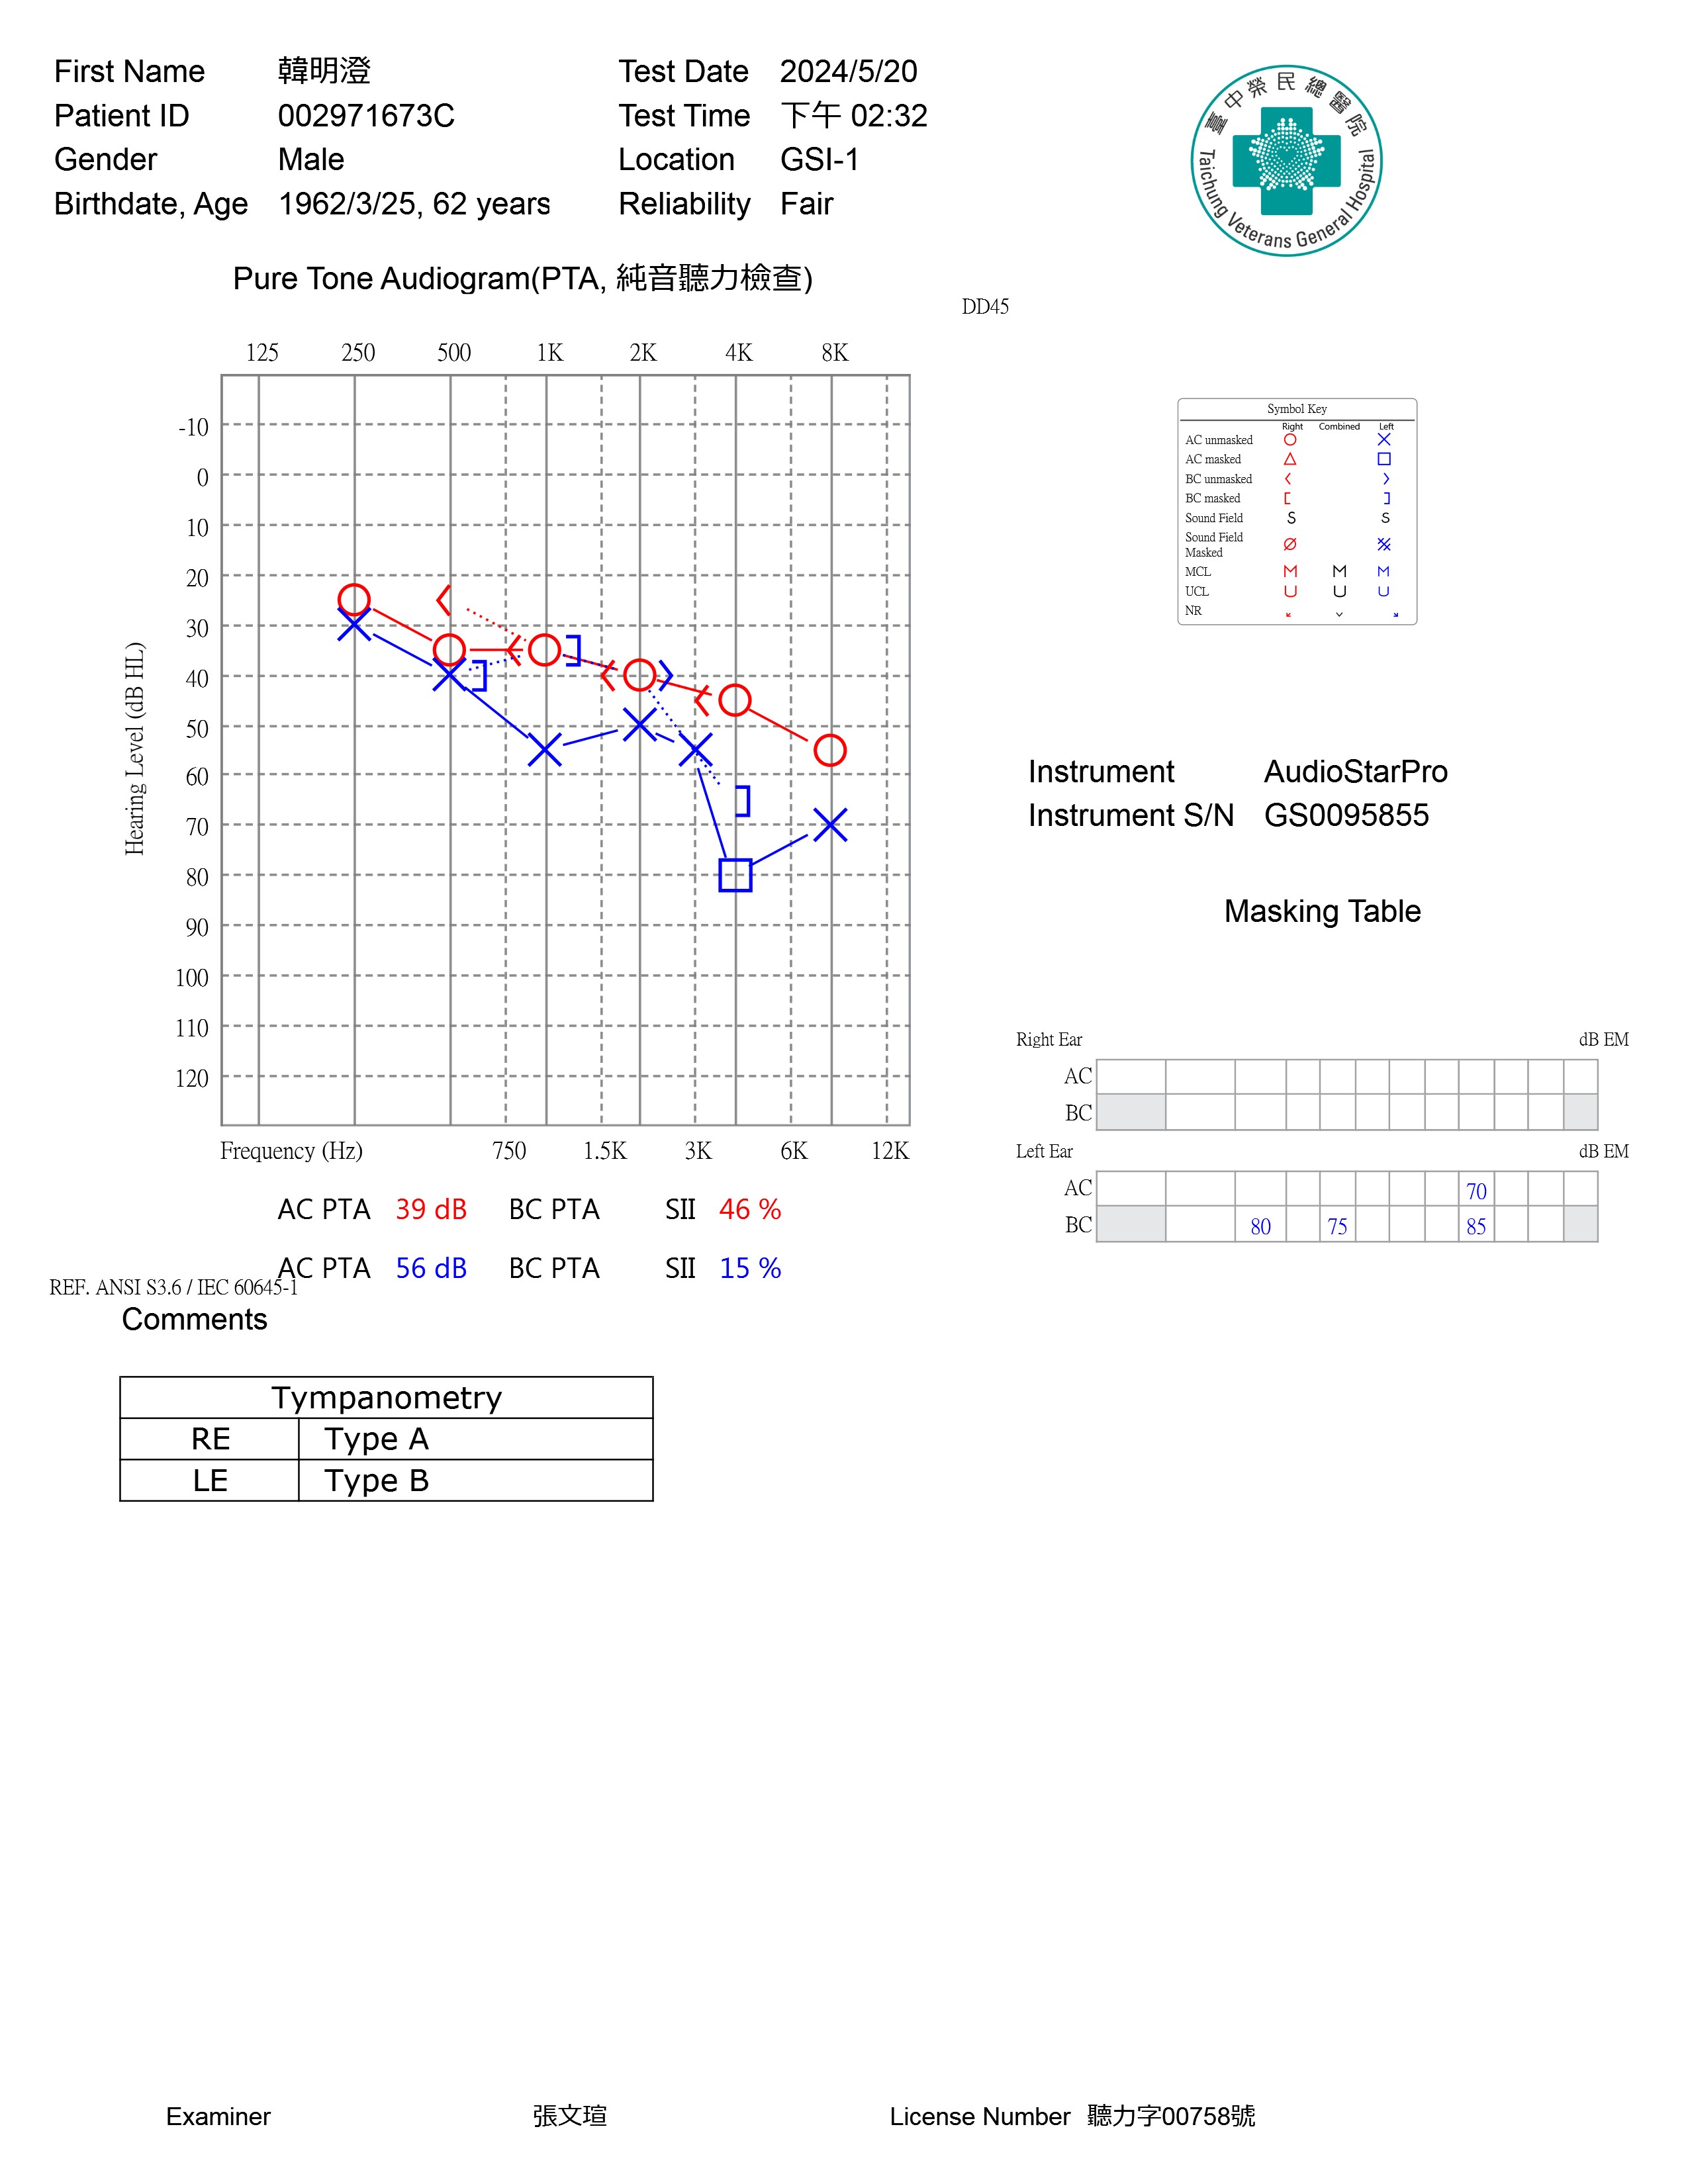 First Name 韓明澄 Test Date 2024/5/20
Patient ID 002971673C Test Time 下午 02:32
Gender Male Location GSI-1
Birthdate, Age 1962/3/25, 62 years Reliability Fair
臺中榮民總醫院
Taichung Veterans General Hospital
Pure Tone Audiogram(PTA, 純音聽力檢查)
DD45
125 250 500 1K 2K 4K 8K
-10
0
10
20
30
40
50
60
70
80
90
100
110
120
Hearing Level (dB HL)
Frequency (Hz) 750 1.5K 3K 6K 12K
Symbol Key
Right Combined Left
AC unmasked
AC masked
BC unmasked
BC masked
Sound Field S S
Sound Field
Masked
MCL M M M
UCL U U U
NR
Instrument AudioStarPro
Instrument S/N GS0095855
Masking Table
Right Ear dB EM
AC
BC
Left Ear dB EM
AC 70
BC 80 75 85
AC PTA 39 dB BC PTA SII 46 %
AC PTA 56 dB BC PTA SII 15 %
REF. ANSI S3.6 / IEC 60645-1
Comments
Tympanometry
RE Type A
LE Type B
Examiner 張文瑄 License Number 聽力字00758號